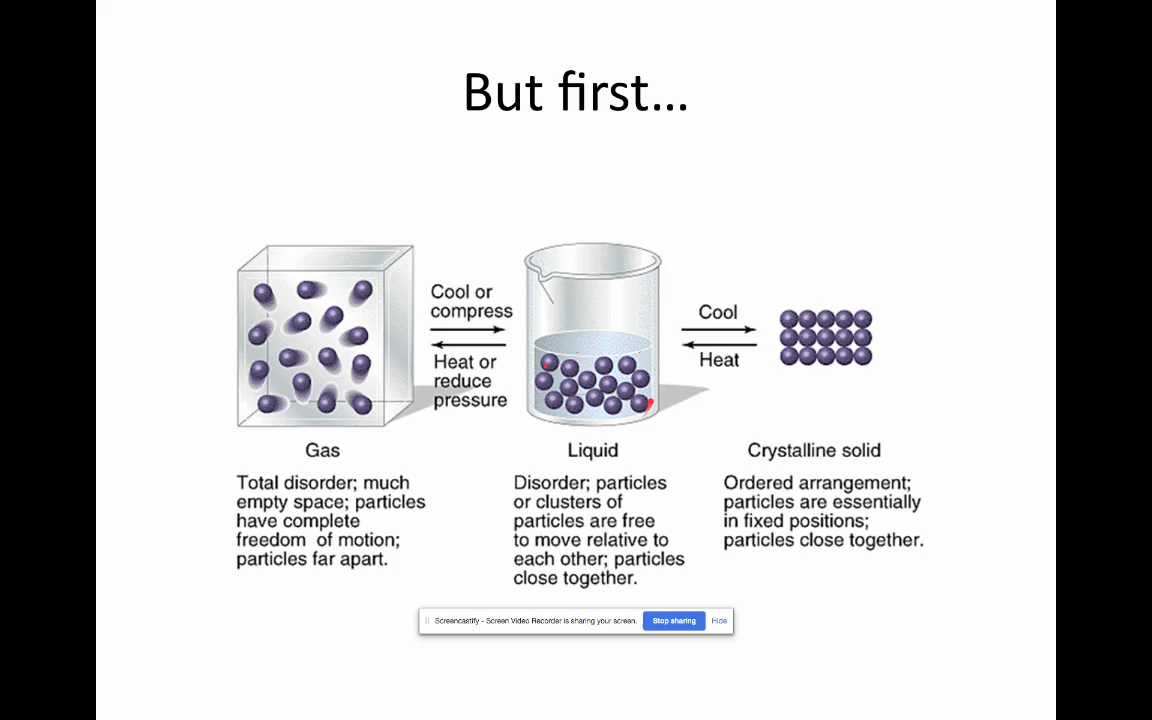 But first...
Cool or
compress
Heat or
reduce
pressure
Cool
Heat
Gas
Total disorder; much
empty space; particles
have complete
freedom of motion;
particles far apart.
Liquid
Disorder; particles
or clusters of
particles are free
to move relative to
each other; particles
close together.
Crystalline solid
Ordered arrangement;
particles are essentially
in fixed positions;
particles close together.
Screencastify - Screen Video Recorder is sharing your screen. Stop sharing Hide